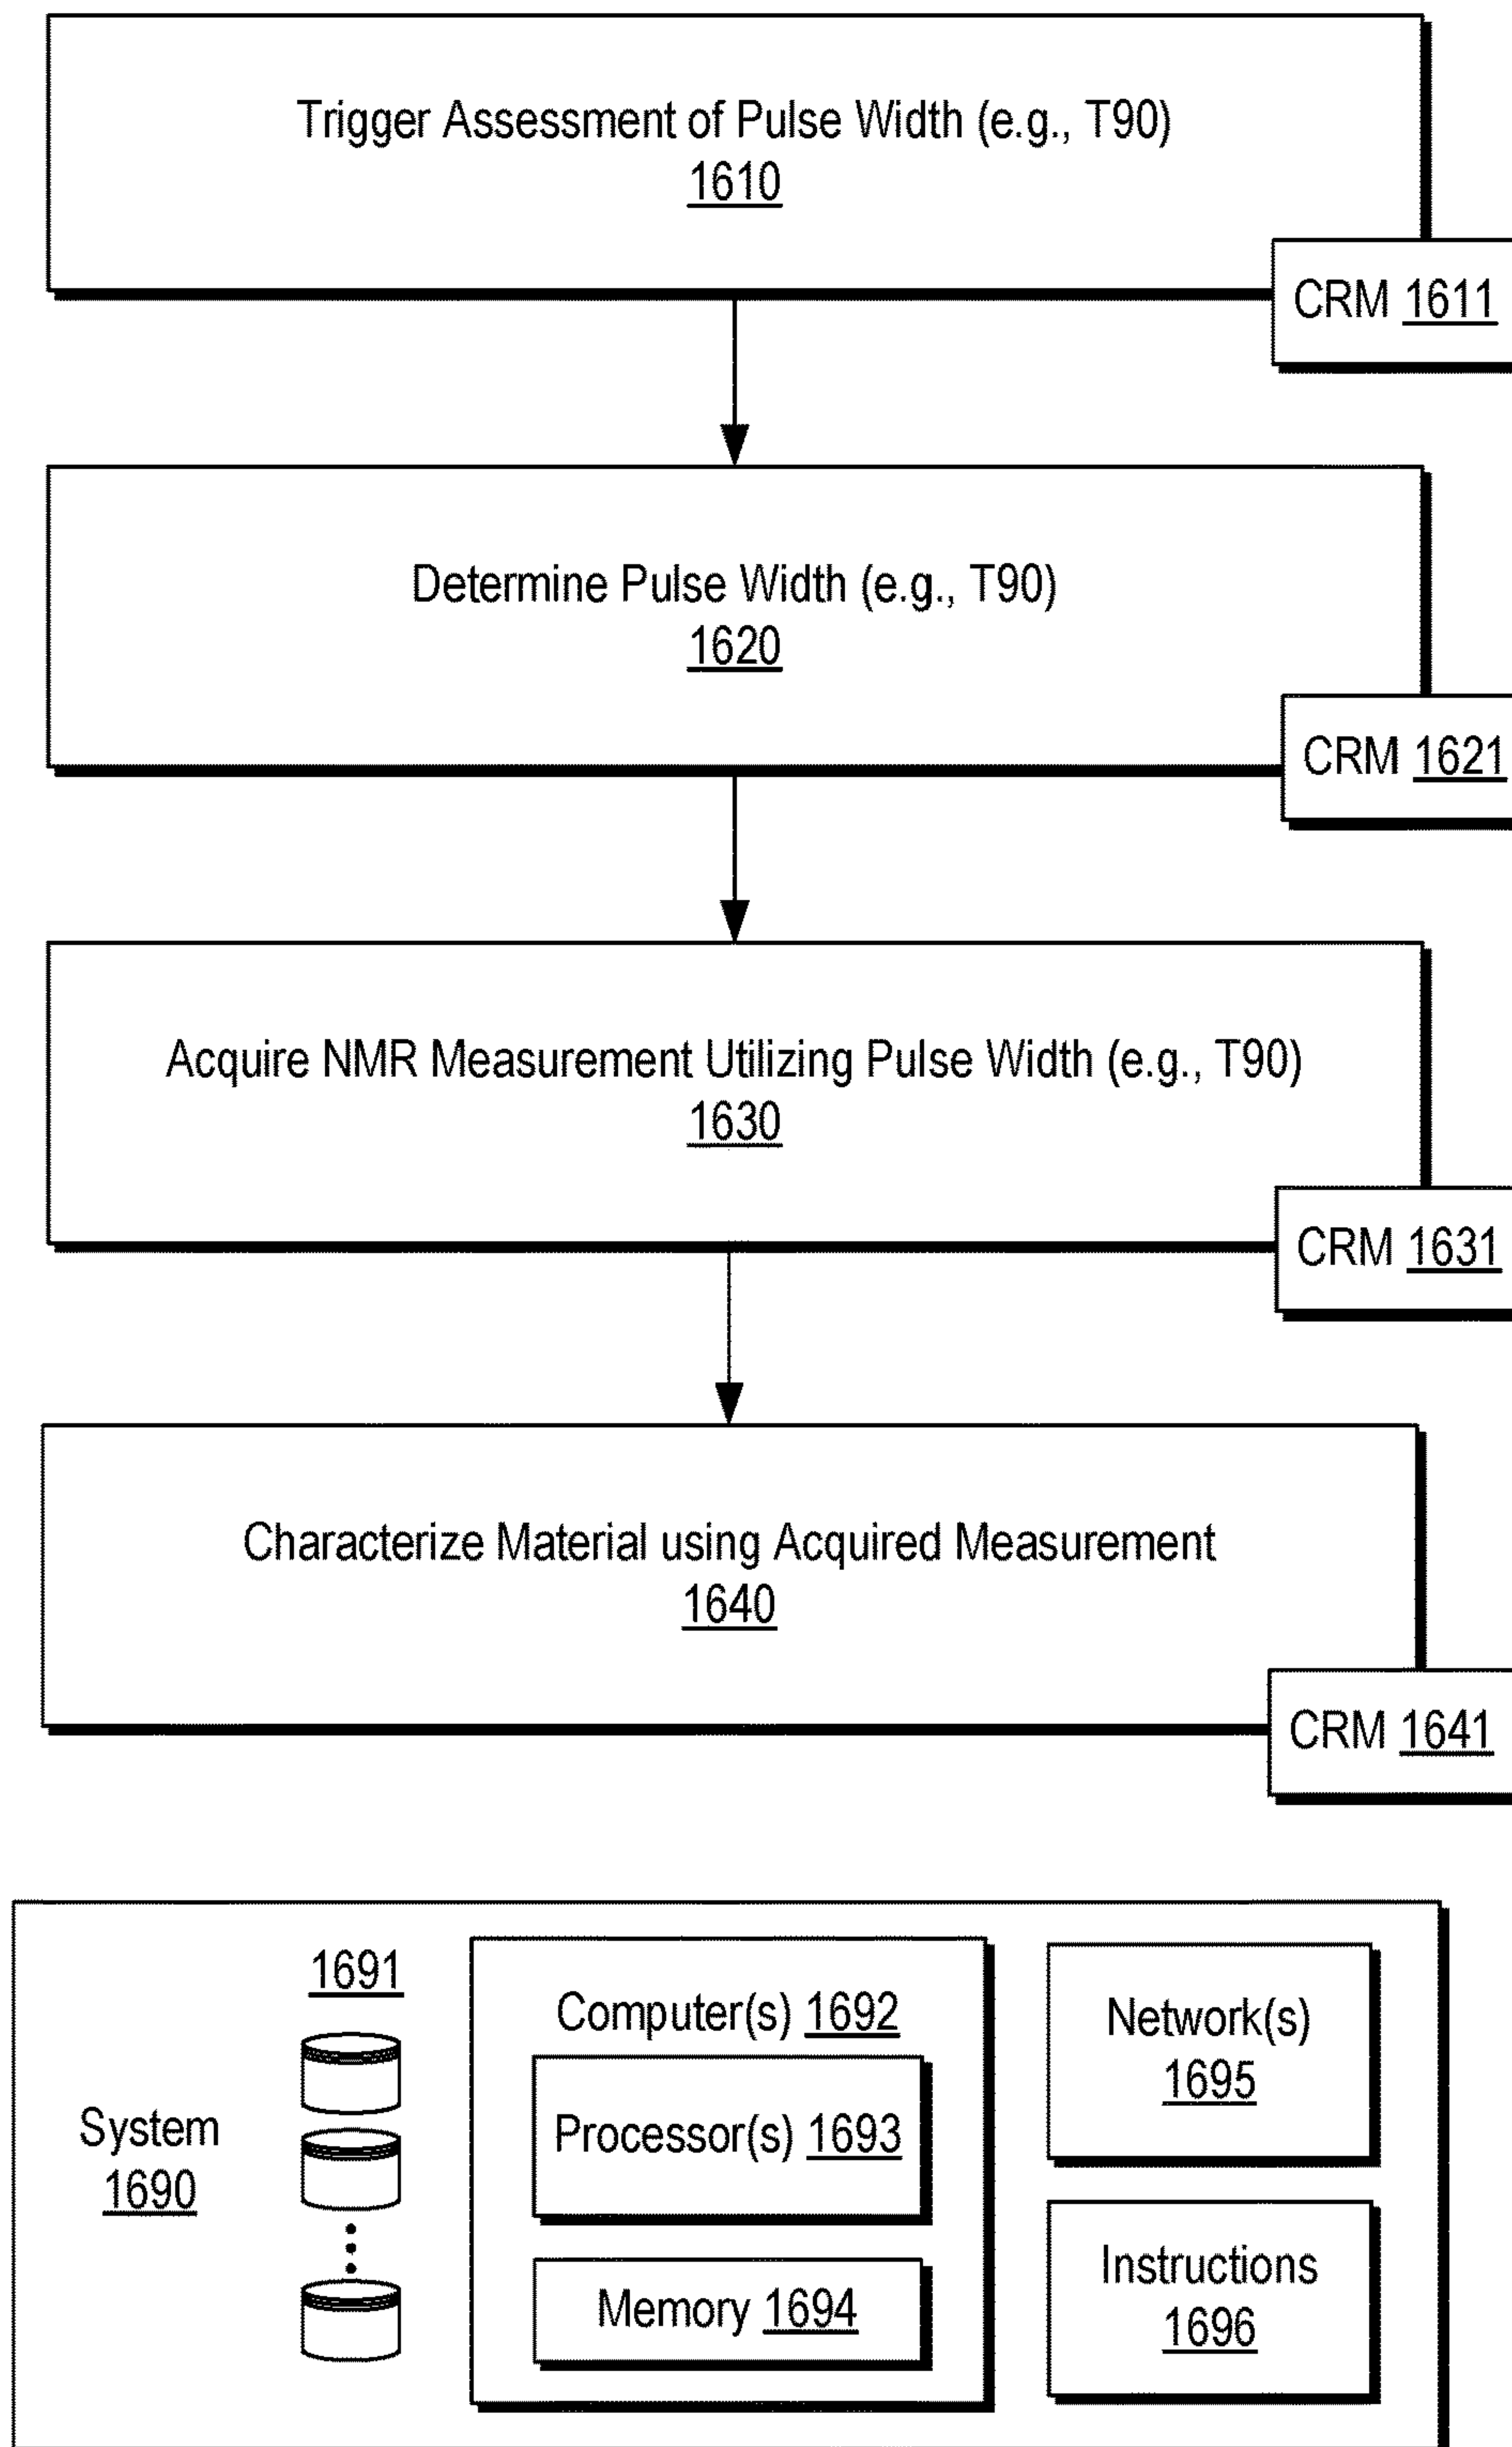 Trigger Assessment of Pulse Width (e.g., T90)
1610
CRM 1611
Determine Pulse Width (e.g., T90)
1620
CRM 1621
Acquire NMR Measurement Utilizing Pulse Width (e.g., T90)
1630
CRM 1631
Characterize Material using Acquired Measurement
1640
CRM 1641
System
1690
1691
Computer(s) 1692
Processor(s) 1693
Memory 1694
Network(s)
1695
Instructions
1696